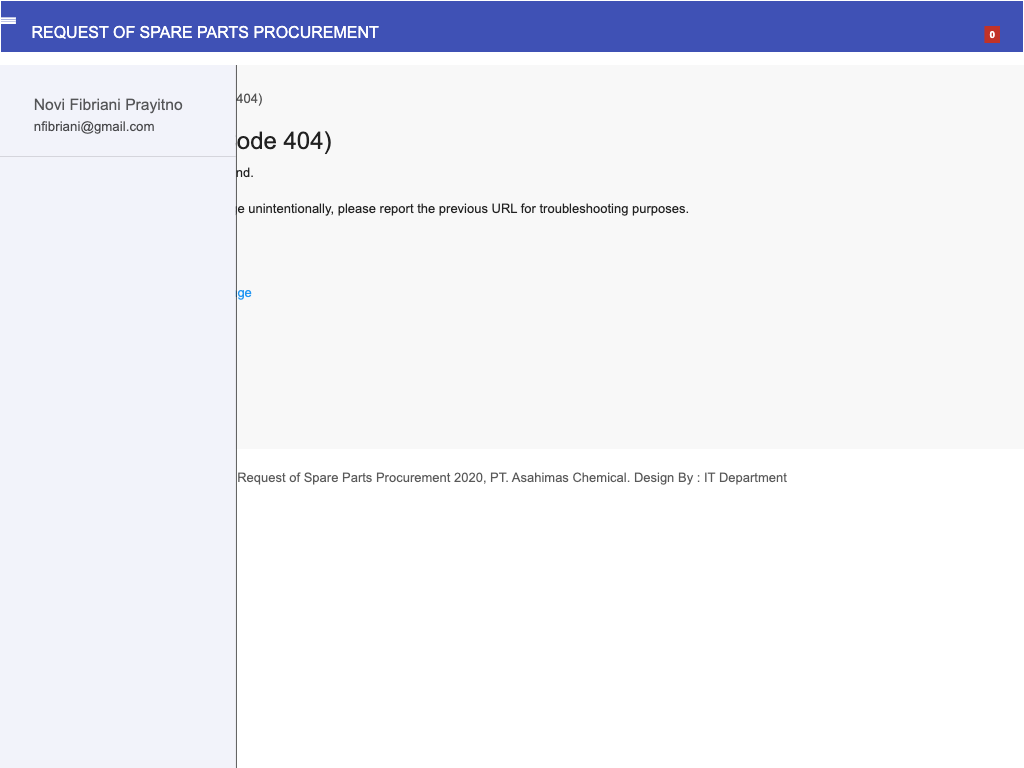 REQUEST OF SPARE PARTS PROCUREMENT
0
Novi Fibriani Prayitno
nfibriani@gmail.com
404)
ode 404)
nd.
e unintentionally, please report the previous URL for troubleshooting purposes.
ge
Request of Spare Parts Procurement 2020, PT. Asahimas Chemical. Design By : IT Department